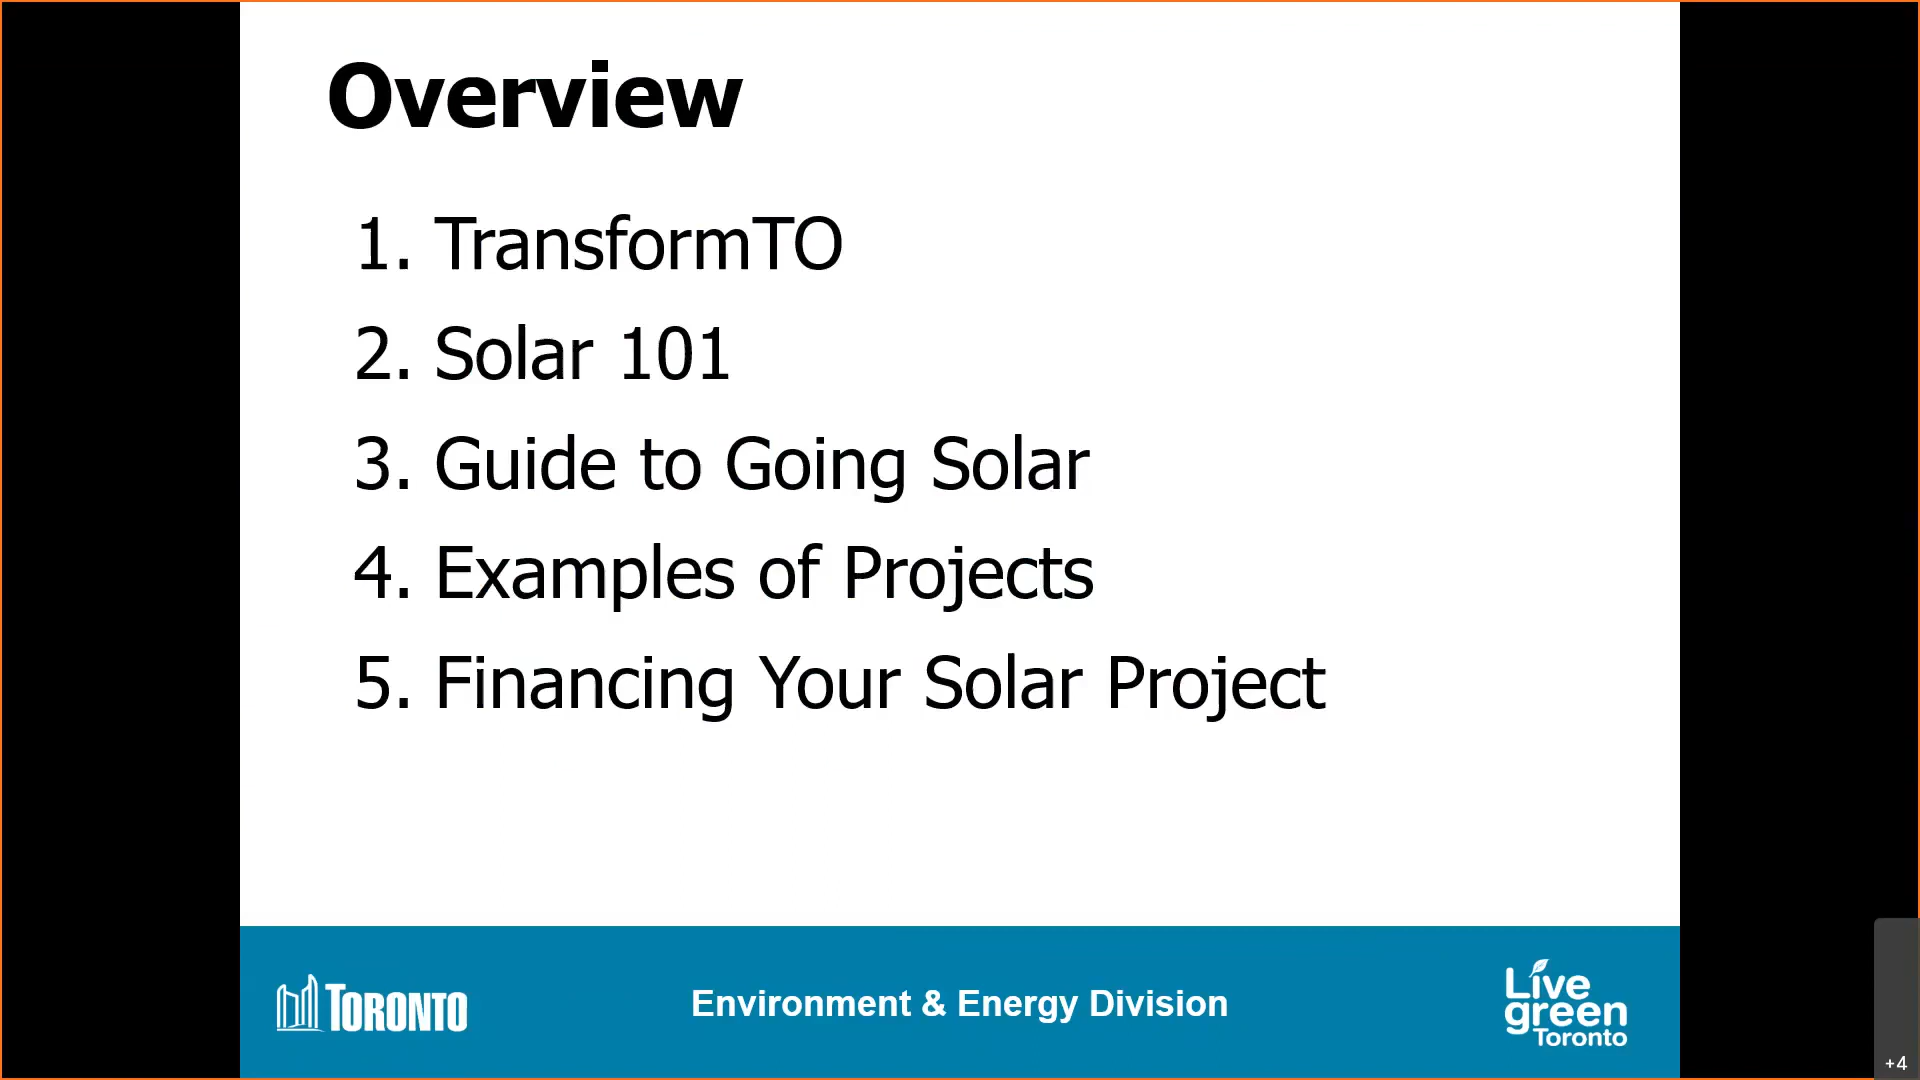 Overview
1. TransformTO
2. Solar 101
3. Guide to Going Solar
4. Examples of Projects
5. Financing Your Solar Project
TORONTO
Environment & Energy Division
Live
green
Toronto
+4